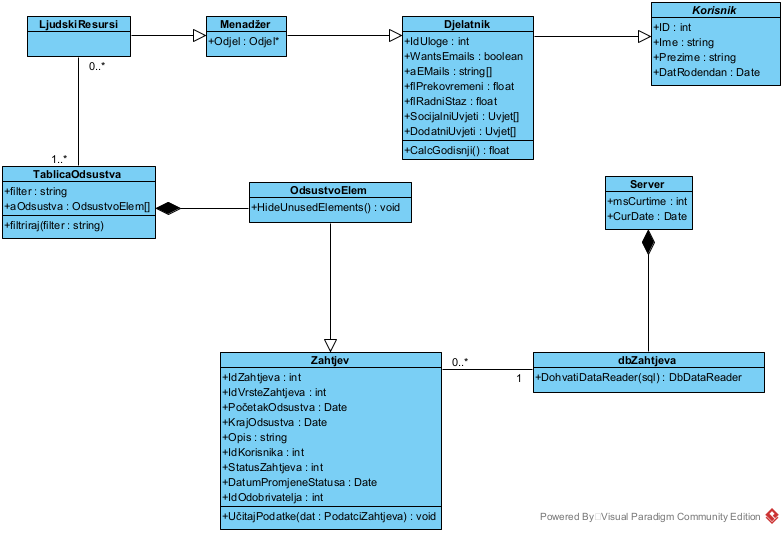 LjudskiResursi
Menadžer
+Odjel : Odjel*
Djelatnik
+IdUloge : int
+WantsEmails : boolean
+aEMails : string[]
+flPrekovremeni : float
+flRadniStaz : float
+SocijalniUvjeti : Uvjet[]
+DodatniUvjeti : Uvjet[]
+CalcGodisnji() : float
Korisnik
+ID : int
+Ime : string
+Prezime : string
+DatRodendan : Date
0..*
1..*
TablicaOdsustva
+filter : string
+aOdsustva : OdsustvoElem[]
+filtriraj(filter : string)
OdsustvoElem
+HideUnusedElements() : void
Server
+msCurtime : int
+CurDate : Date
Zahtjev
+IdZahtjeva : int
+IdVrsteZahtjeva : int
+PočetakOdsustva : Date
+KrajOdsustva : Date
+Opis : string
+IdKorisnika : int
+StatusZahtjeva : int
+DatumPromjeneStatusa : Date
+IdOdobrivatelja : int
+UčitajPodatke(dat : PodatciZahtjeva) : void
0..*
1
dbZahtjeva
+DohvatiDataReader(sql) : DbDataReader
Powered By Visual Paradigm Community Edition